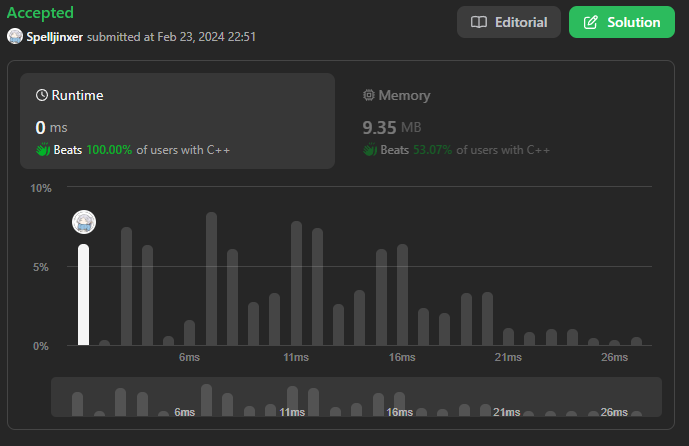 Accepted
Spelljinxer submitted at Feb 23, 2024 22:51
Editorial
Solution
Runtime
0 ms
Beats 100.00% of users with C++
Memory
9.35 MB
Beats 53.07% of users with C++
10%
5%
0%
6ms 11ms 16ms 21ms 26ms
6ms 11ms 16ms 21ms 26ms